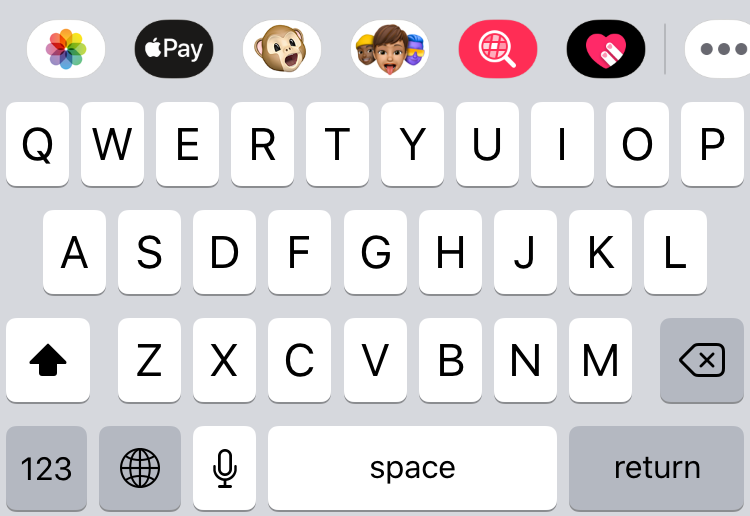 Pay
Q W E R T Y U I O P
A S D F G H J K L
Z X C V B N M
123 space return